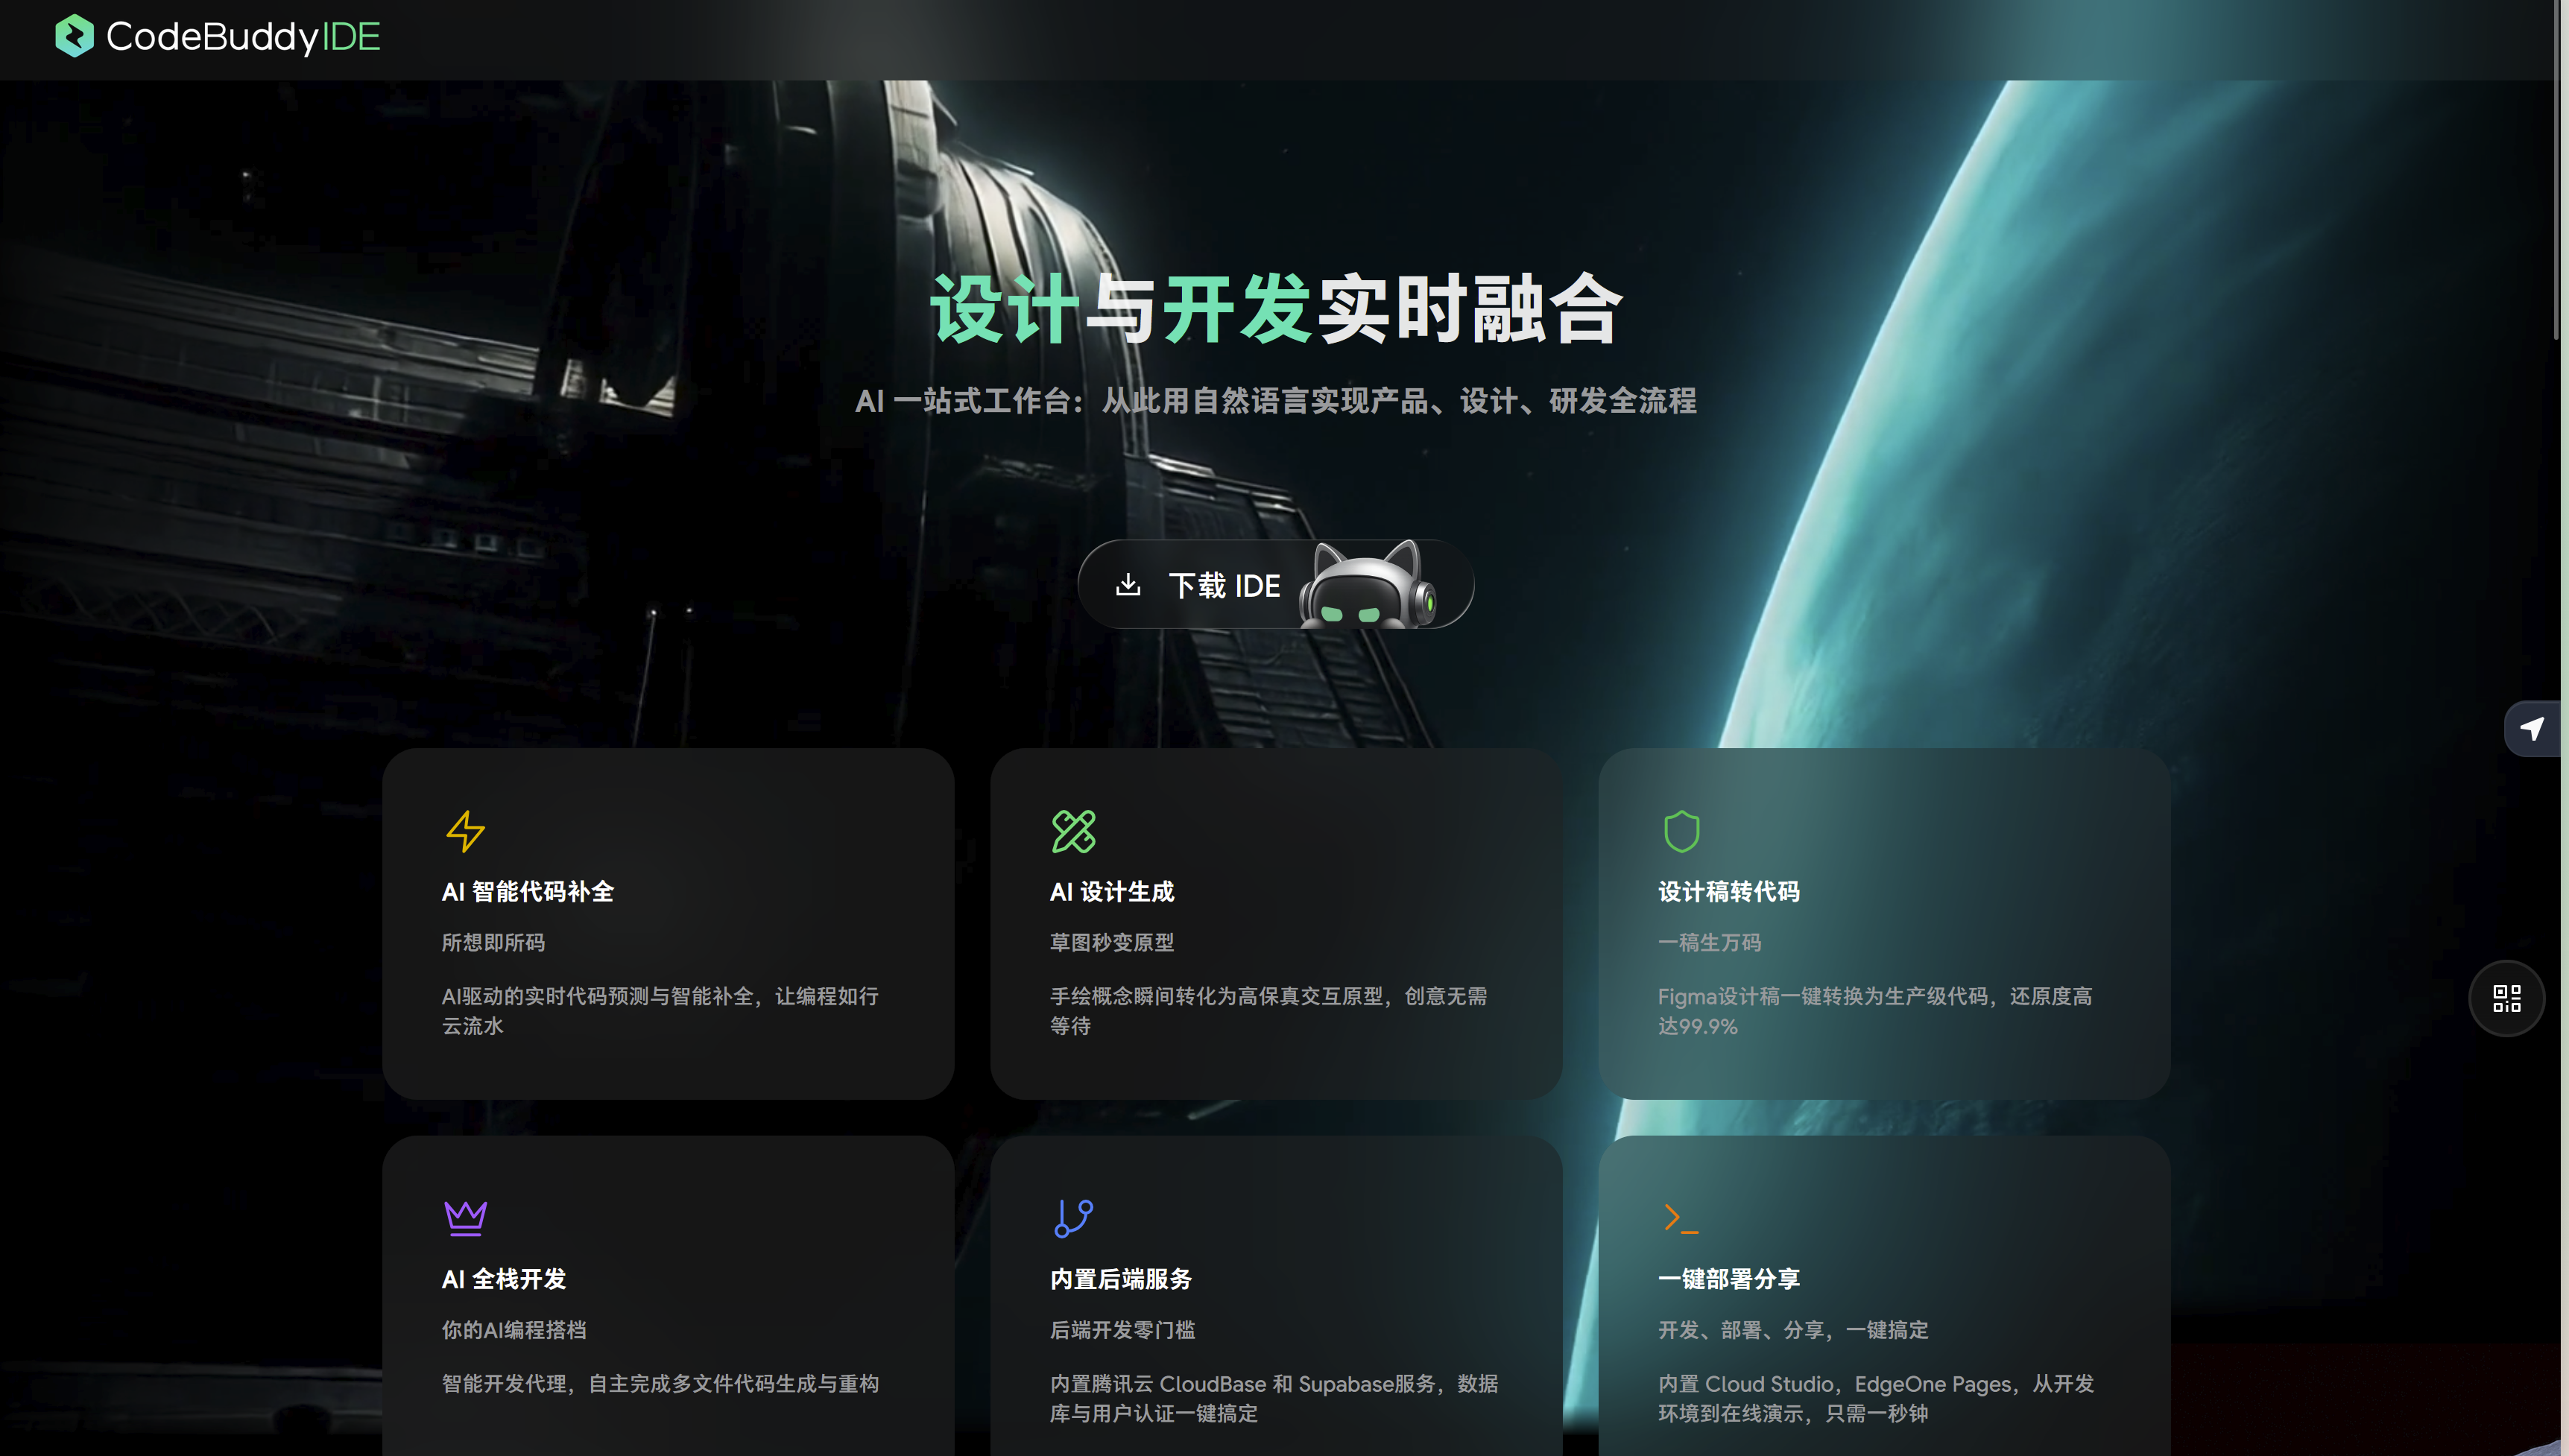 CodeBuddyIDE
设计与开发实时融合
AI 一站式工作台：从此用自然语言实现产品、设计、研发全流程
下载 IDE
AI 智能代码补全
所想即所码
AI驱动的实时代码预测与智能补全，让编程如行
云流水
AI 设计生成
草图秒变原型
手绘概念瞬间转化为高保真交互原型，创意无需
等待
设计稿转代码
一稿生万码
Figma设计稿一键转换为生产级代码，还原度高
达99.9%
AI 全栈开发
你的AI编程搭档
智能开发代理，自主完成多文件代码生成与重构
内置后端服务
后端开发零门槛
内置腾讯云 CloudBase 和 Supabase服务，数据
库与用户认证一键搞定
一键部署分享
开发、部署、分享，一键搞定
内置 Cloud Studio，EdgeOne Pages，从开发
环境到在线演示，只需一秒钟